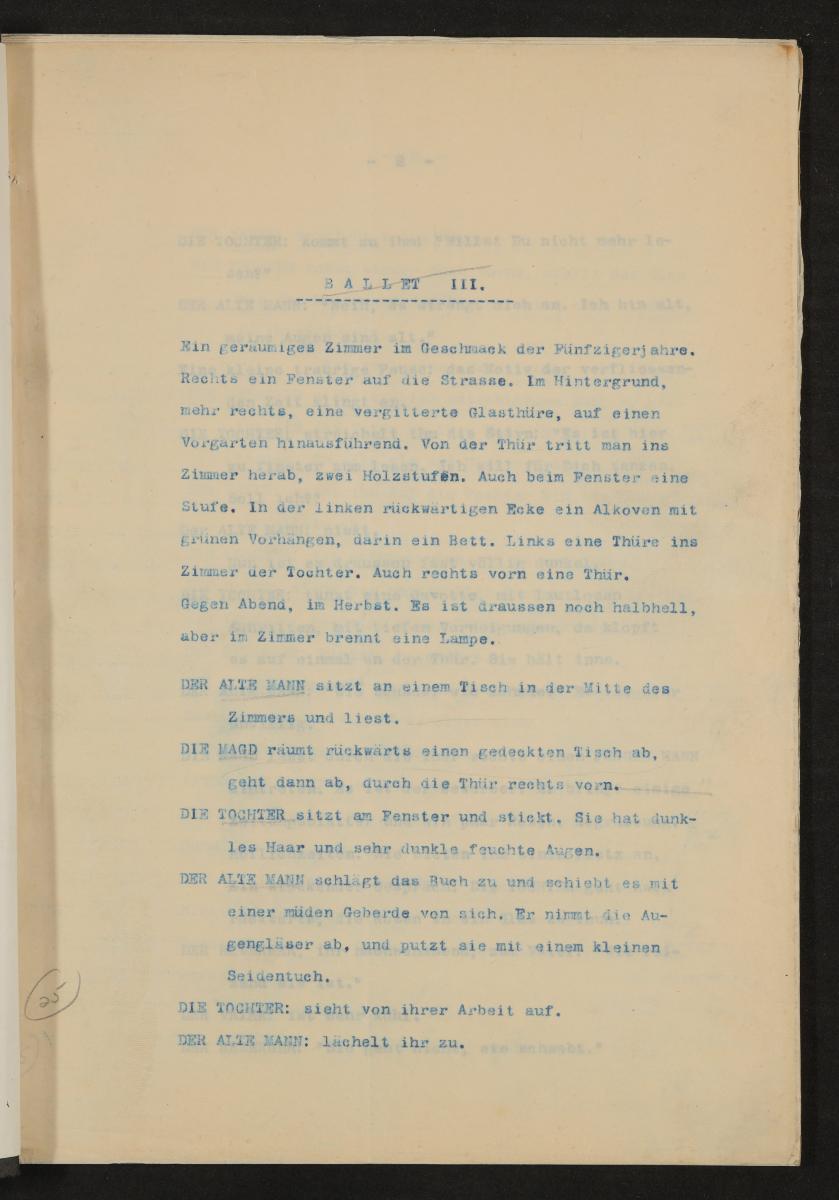 BALLET III.
Ein geräumiges Zimmer im Geschmack der Fünfzigerjahre.
Rechts ein Fenster auf die Strasse. Im Hintergrund,
mehr rechts, eine vergitterte Glasthüre, auf einen
Vorgarten hinausführend. Von der Thür tritt man ins
Zimmer herab, zwei Holzstufen. Auch beim Fenster eine
Stufe. In der linken rückwärtigen Ecke ein Alkoven mit
grünen Vorhängen, darin ein Bett. Links eine Thüre ins
Zimmer der Tochter. Auch rechts vorn eine Thür.
Gegen Abend, im Herbst. Es ist draussen noch halbhell,
aber im Zimmer brennt eine Lampe.
DER ALTE MANN sitzt an einem Tisch in der Mitte des
Zimmers und liest.
DIE MAGD räumt rückwärts einen gedeckten Tisch ab,
geht dann ab, durch die Thür rechts vorn.
DIE TOCHTER sitzt am Fenster und stickt. Sie hat dunk-
les Haar und sehr dunkle feuchte Augen.
DER ALTE MANN schlägt das Buch zu und schiebt es mit
einer müden Geberde von sich. Er nimmt die Au-
gengläser ab, und putzt sie mit einem kleinen
Seidentuch.
DIE TOCHTER: sieht von ihrer Arbeit auf.
DER ALTE MANN: lächelt ihr zu.
25